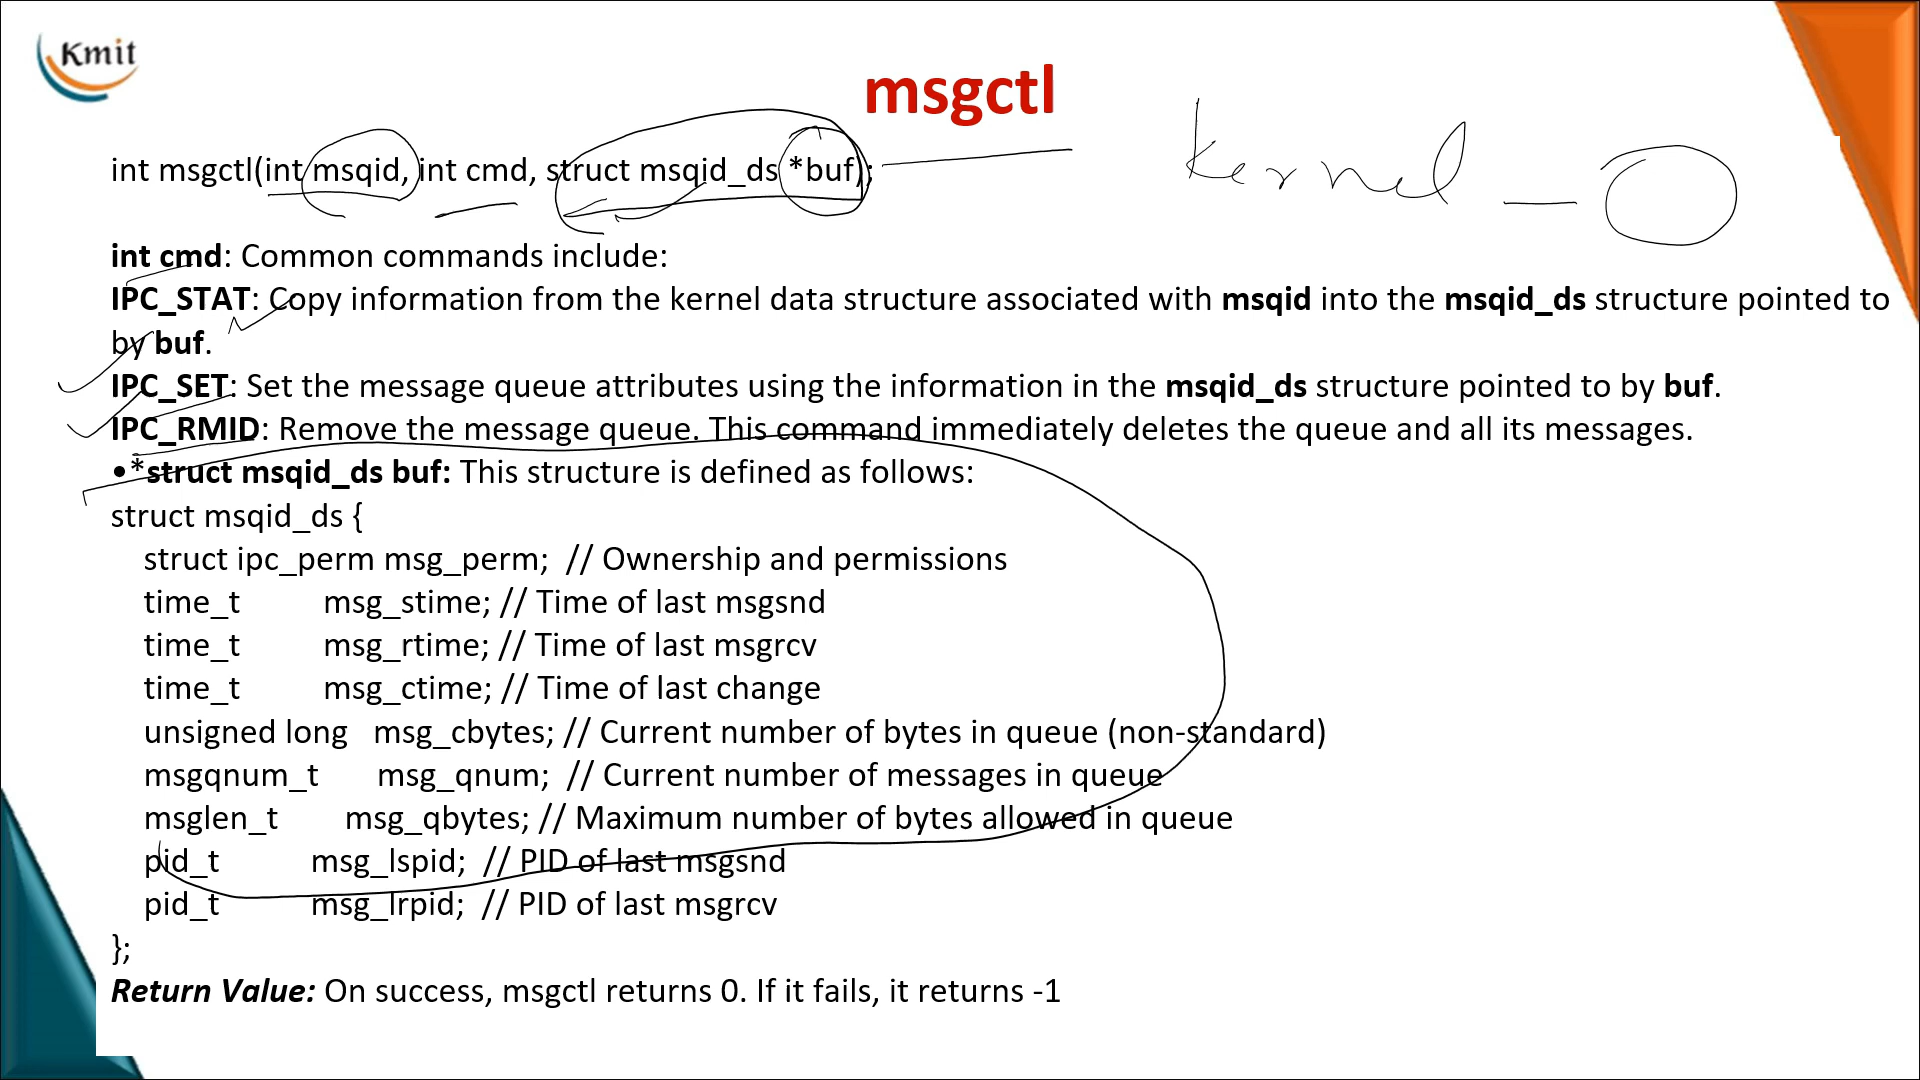 Kmit
msgctl
kernel
int msgctl(int msqid, int cmd, struct msqid_ds *buf);
int cmd: Common commands include:
IPC_STAT: Copy information from the kernel data structure associated with msqid into the msqid_ds structure pointed to
by buf.
IPC_SET: Set the message queue attributes using the information in the msqid_ds structure pointed to by buf.
IPC_RMID: Remove the message queue. This command immediately deletes the queue and all its messages.
•*struct msqid_ds buf: This structure is defined as follows:
struct msqid_ds {
struct ipc_perm msg_perm; // Ownership and permissions
time_t msg_stime; // Time of last msgsnd
time_t msg_rtime; // Time of last msgrcv
time_t msg_ctime; // Time of last change
unsigned long msg_cbytes; // Current number of bytes in queue (non-standard)
msgqnum_t msg_qnum; // Current number of messages in queue
msglen_t msg_qbytes; // Maximum number of bytes allowed in queue
pid_t msg_lspid; // PID of last msgsnd
pid_t msg_lrpid; // PID of last msgrcv
};
Return Value: On success, msgctl returns 0. If it fails, it returns -1